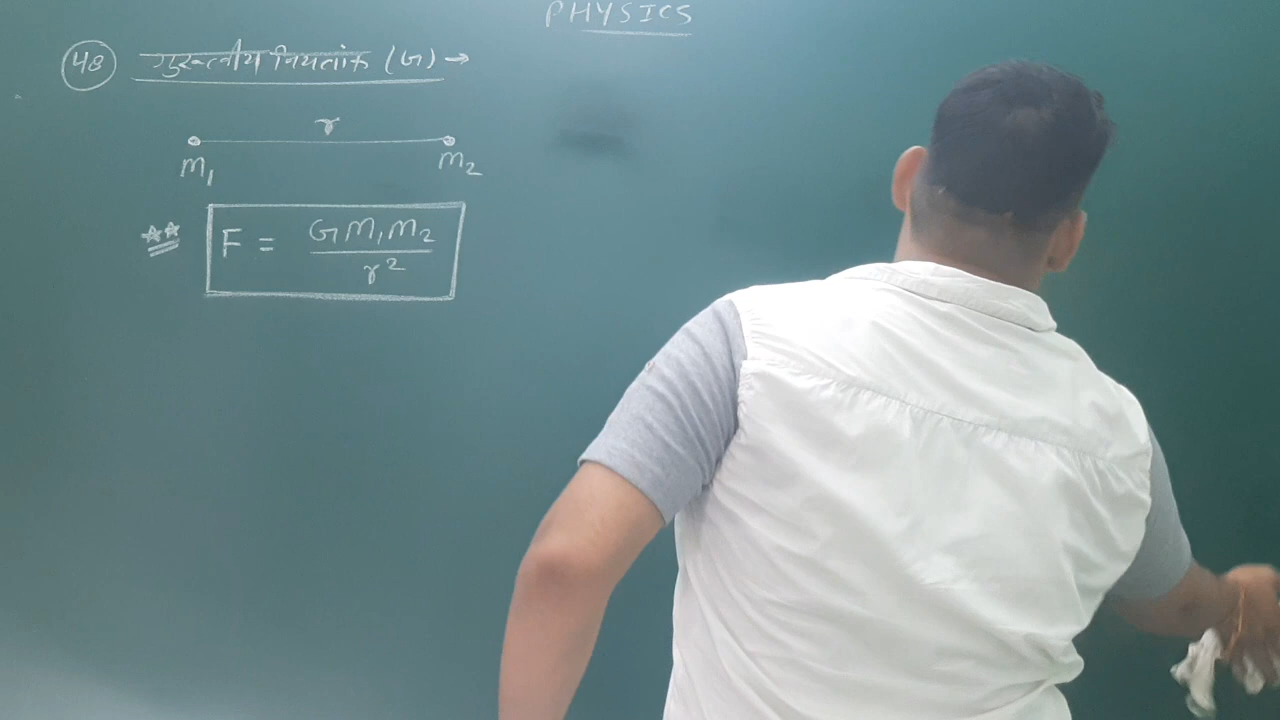 PHYSICS
48 गुरुत्वीय नियतांक (G) →
r
m₁ m₂
F = Gm₁m₂/r²